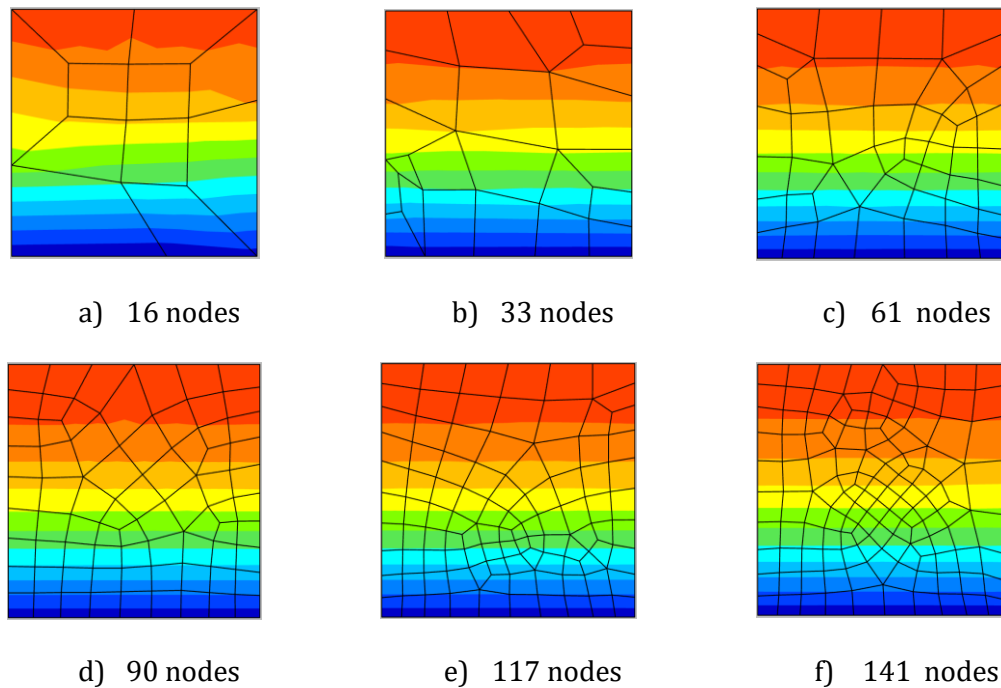 a) 16 nodes
b) 33 nodes
c) 61 nodes
d) 90 nodes
e) 117 nodes
f) 141 nodes